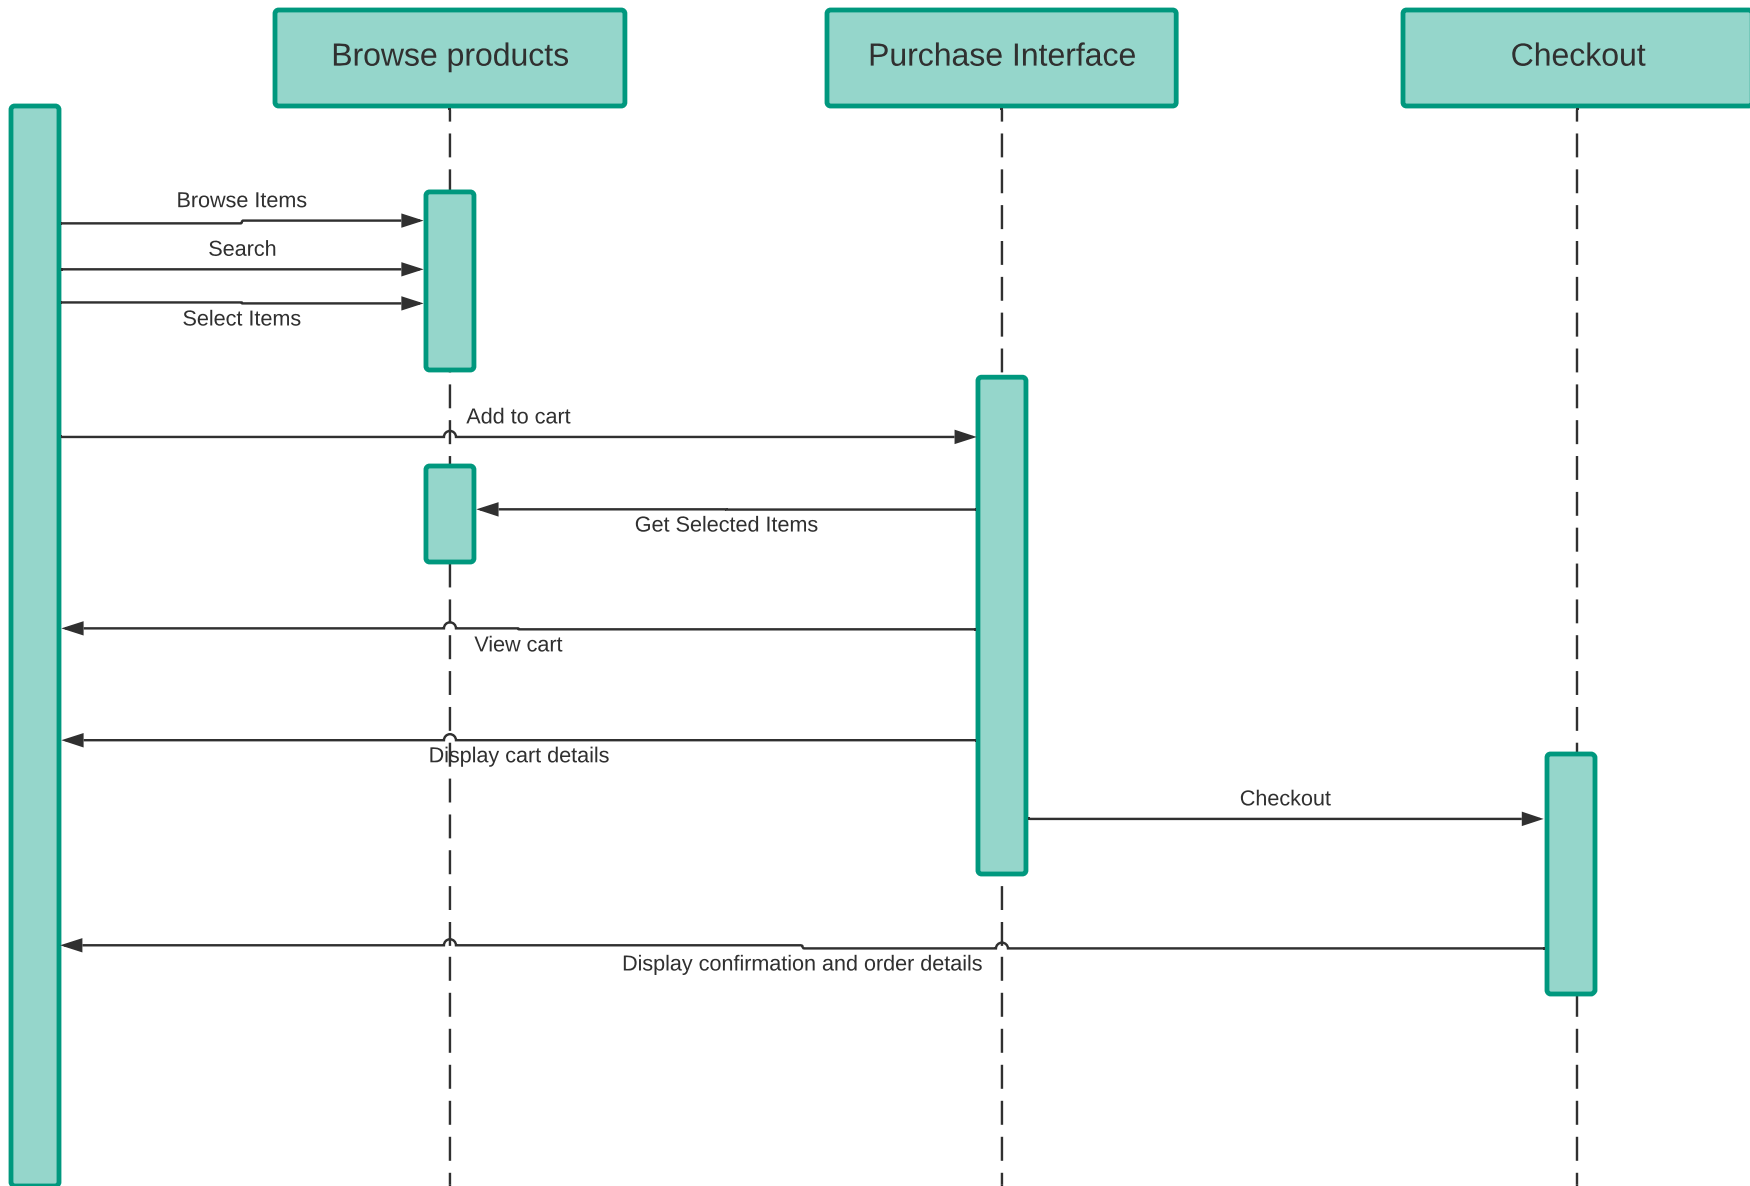 Browse products
Purchase Interface
Checkout
Browse Items
Search
Select Items
Add to cart
Get Selected Items
View cart
Display cart details
Checkout
Display confirmation and order details